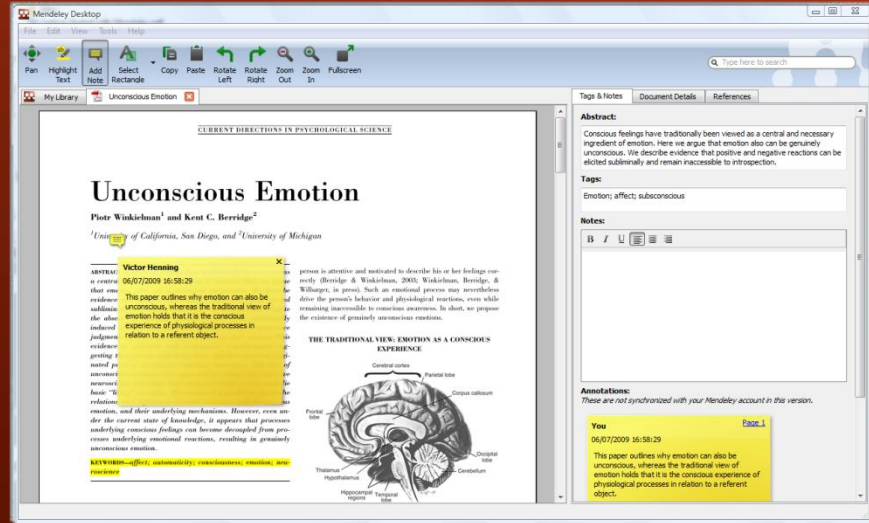 Mendeley Desktop
File Edit View Tools Help
Pan Highlight Text Add Note Select Rectangle Copy Paste Rotate Left Rotate Right Zoom Out Zoom In Fullscreen
Type here to search
My Library Unconscious Emotion
Tags & Notes Document Details References
CURRENT DIRECTIONS IN PSYCHOLOGICAL SCIENCE
Unconscious Emotion
Piotr Winkielman1 and Kent C. Berridge2
of California, San Diego, and 2University of Michigan
Victor Henning
06/07/2009 16:58:29
This paper outlines why emotion can also be
unconscious, whereas the traditional view of
emotion holds that it is the conscious
experience of physiological processes in
relation to a referent object.
emotion, and their underlying mechanisms. However, even un-
der the current state of knowledge, it appears that processes
underlying conscious feelings can become decoupled from pro-
cesses underlying emotional reactions, resulting in genuinely
unconscious emotion.
KEYWORDS—affect; automaticity; consciousness; emotion; neu-
roscience
person is attentive and motivated to describe his or her feelings cor-
rectly (Berridge & Winkielman, 2003; Winkielman, Berridge, &
Wilbarger, in press). Such an emotional process may nevertheless
drive the person's behavior and physiological reactions, even while
remaining inaccessible to conscious awareness. In short, we propose
the existence of genuinely unconscious emotions.
THE TRADITIONAL VIEW: EMOTION AS A CONSCIOUS
EXPERIENCE
Cerebral cortex
Parietal lobe
Corpus callosum
Frontal
lobe
Occipital
lobe
Thalamus
Cerebellum
Hypothalamus
Hippocampal
regions
Temporal
lobe
Abstract:
Conscious feelings have traditionally been viewed as a central and necessary
ingredient of emotion. Here we argue that emotion also can be genuinely
unconscious. We describe evidence that positive and negative reactions can be
elicited subliminally and remain inaccessible to introspection.
Tags:
Emotion; affect; subsconscious
Notes:
B I U
Annotations:
These are not synchronized with your Mendeley account in this version.
You Page 1
06/07/2009 16:58:29
This paper outlines why emotion can also be
unconscious, whereas the traditional view of
emotion holds that it is the conscious experience of
physiological processes in relation to a referent
object.